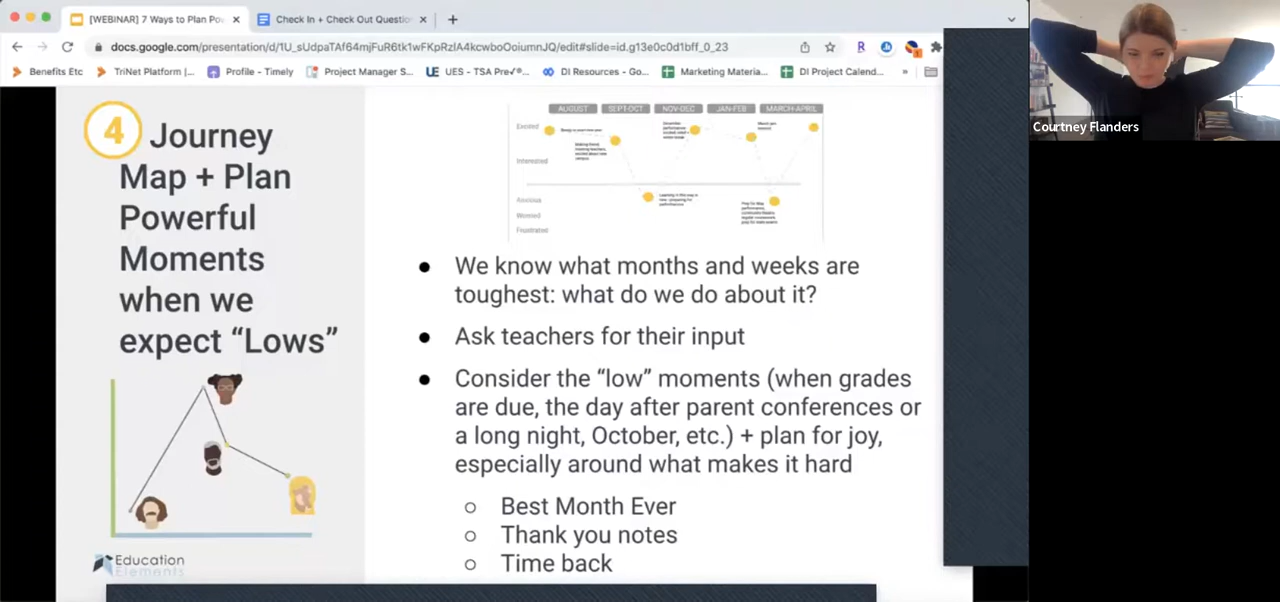 [WEBINAR] 7 Ways to Plan Po
Check In + Check Out Questio
docs.google.com/presentation/d/1U_sUdpaTAf64mjFuR6tk1wFKpRzlA4kcwboOoiumnJQ/edit#slide=id.g13e0c0d1bff_0_23
Benefits Etc
TriNet Platform |...
Profile - Timely
Project Manager S...
UES - TSA Pre✓®...
DI Resources - Go...
Marketing Materia...
DI Project Calend...
»
Courtney Flanders
4 Journey
Map + Plan
Powerful
Moments
when we
expect “Lows”
Education
Elements
AUGUST SEPT-OCT NOV-DEC JAN-FEB MARCH-APRIL
Excited
Interested
Anxious
Worried
Frustrated
● We know what months and weeks are
toughest: what do we do about it?
● Ask teachers for their input
● Consider the “low” moments (when grades
are due, the day after parent conferences or
a long night, October, etc.) + plan for joy,
especially around what makes it hard
○ Best Month Ever
○ Thank you notes
○ Time back